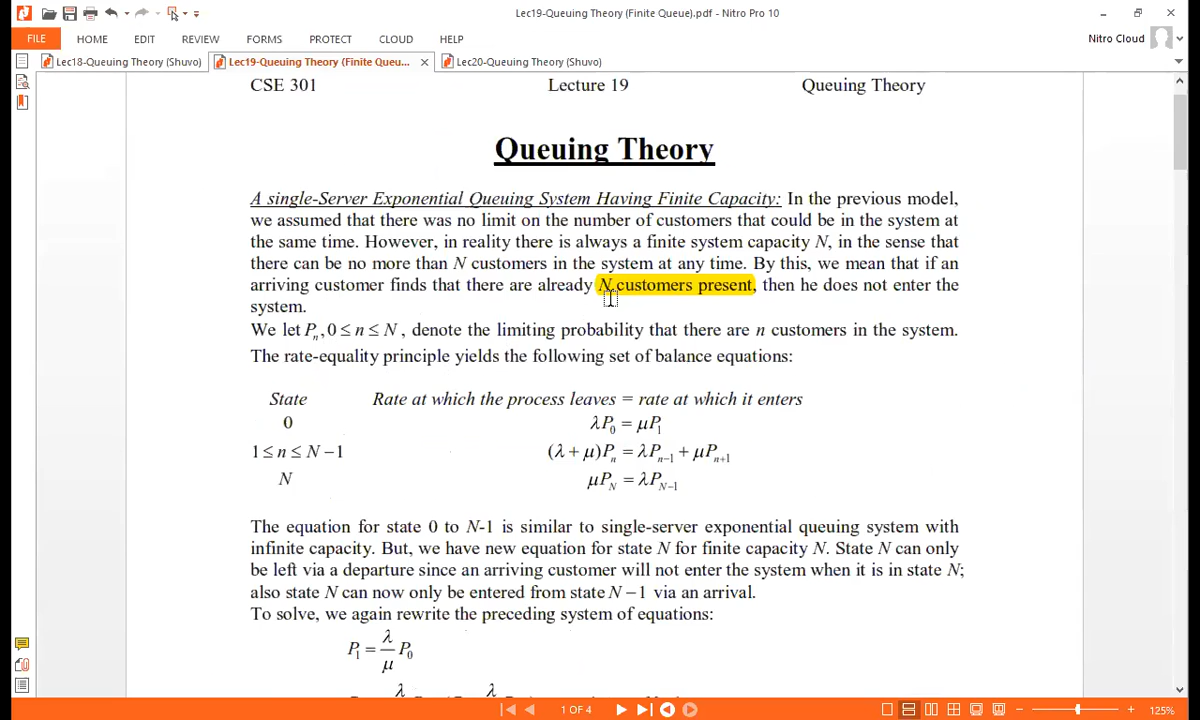 Lec19-Queuing Theory (Finite Queue).pdf - Nitro Pro 10
FILE HOME EDIT REVIEW FORMS PROTECT CLOUD HELP Nitro Cloud
Lec18-Queuing Theory (Shuvo) Lec19-Queuing Theory (Finite Queu... Lec20-Queuing Theory (Shuvo)
CSE 301 Lecture 19 Queuing Theory
Queuing Theory
A single-Server Exponential Queuing System Having Finite Capacity: In the previous model,
we assumed that there was no limit on the number of customers that could be in the system at
the same time. However, in reality there is always a finite system capacity N, in the sense that
there can be no more than N customers in the system at any time. By this, we mean that if an
arriving customer finds that there are already N customers present, then he does not enter the
system.
We let Pₙ, 0 ≤ n ≤ N, denote the limiting probability that there are n customers in the system.
The rate-equality principle yields the following set of balance equations:
State Rate at which the process leaves = rate at which it enters
0 λP₀ = μP₁
1 ≤ n ≤ N − 1 (λ + μ)Pₙ = λPₙ₋₁ + μPₙ₊₁
N μP_N = λP_{N−1}
The equation for state 0 to N-1 is similar to single-server exponential queuing system with
infinite capacity. But, we have new equation for state N for finite capacity N. State N can only
be left via a departure since an arriving customer will not enter the system when it is in state N;
also state N can now only be entered from state N − 1 via an arrival.
To solve, we again rewrite the preceding system of equations:
P₁ = λ/μ P₀
1 OF 4 125%